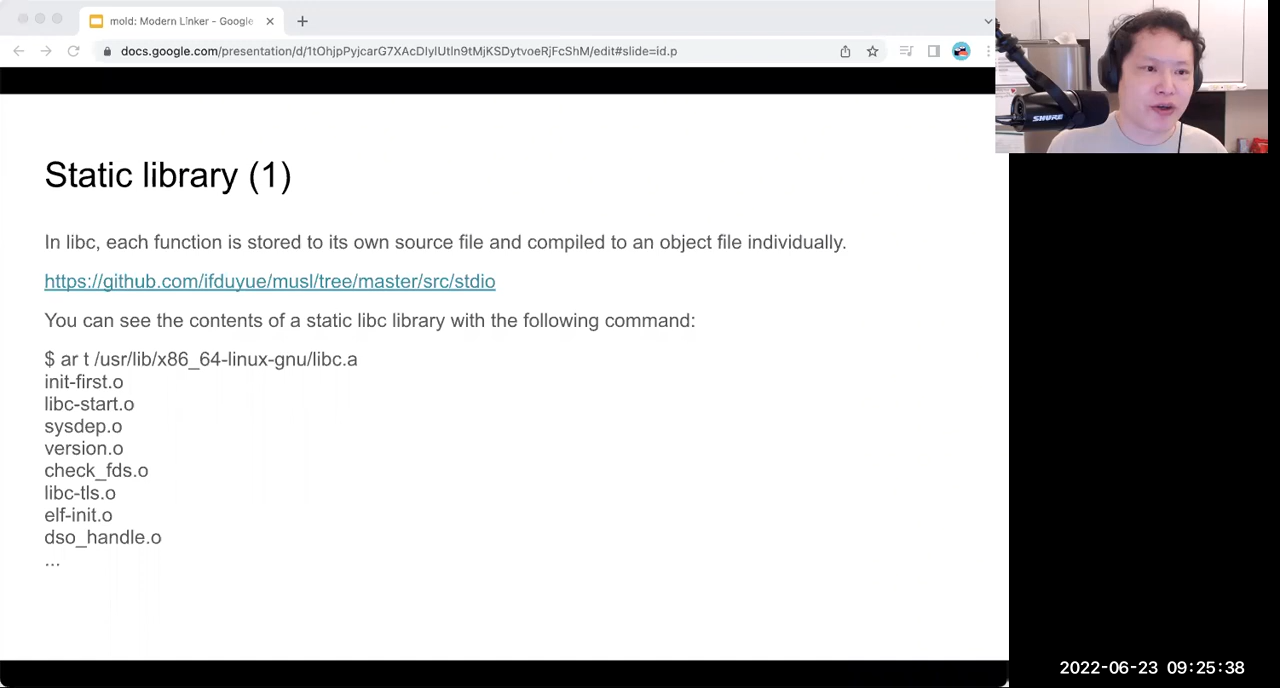 mold: Modern Linker - Google
docs.google.com/presentation/d/1tOhjpPyjcarG7XAcDIyIUtIn9tMjKSDytvoeRjFcShM/edit#slide=id.p
SHURE
Static library (1)
In libc, each function is stored to its own source file and compiled to an object file individually.
https://github.com/ifduyue/musl/tree/master/src/stdio
You can see the contents of a static libc library with the following command:
$ ar t /usr/lib/x86_64-linux-gnu/libc.a
init-first.o
libc-start.o
sysdep.o
version.o
check_fds.o
libc-tls.o
elf-init.o
dso_handle.o
...
2022-06-23 09:25:38